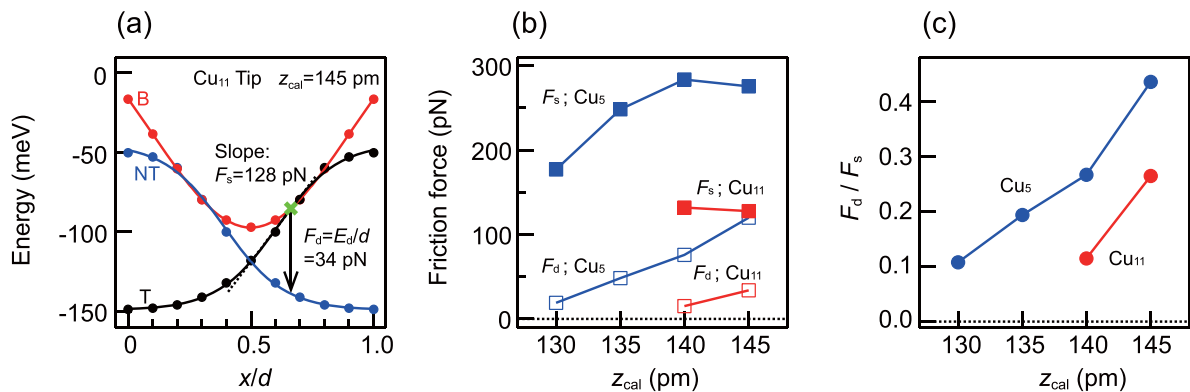 (a)
Energy (meV)
0
-50
-100
-150
Cu11 Tip zcal=145 pm
B
NT
T
Slope:
Fs=128 pN
Fd=Ed/d
=34 pN
0
0.5
1.0
x/d
(b)
Friction force (pN)
300
200
100
0
Fs; Cu5
Fs; Cu11
Fd; Cu5
Fd; Cu11
130
135
140
145
zcal (pm)
(c)
Fd / Fs
0.4
0.3
0.2
0.1
0.0
Cu5
Cu11
130
135
140
145
zcal (pm)